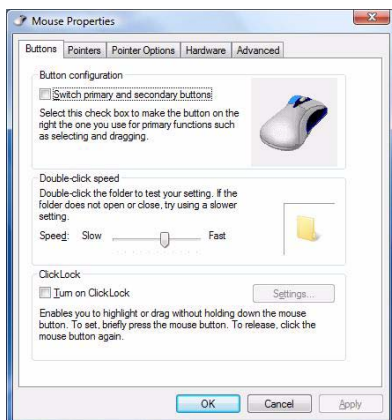 Mouse Properties
Buttons Pointers Pointer Options Hardware Advanced
Button configuration
Switch primary and secondary buttons
Select this check box to make the button on the
right the one you use for primary functions such
as selecting and dragging.
Double-click speed
Double-click the folder to test your setting. If the
folder does not open or close, try using a slower
setting.
Speed: Slow Fast
ClickLock
Turn on ClickLock Settings...
Enables you to highlight or drag without holding down the mouse
button. To set, briefly press the mouse button. To release, click the
mouse button again.
OK Cancel Apply